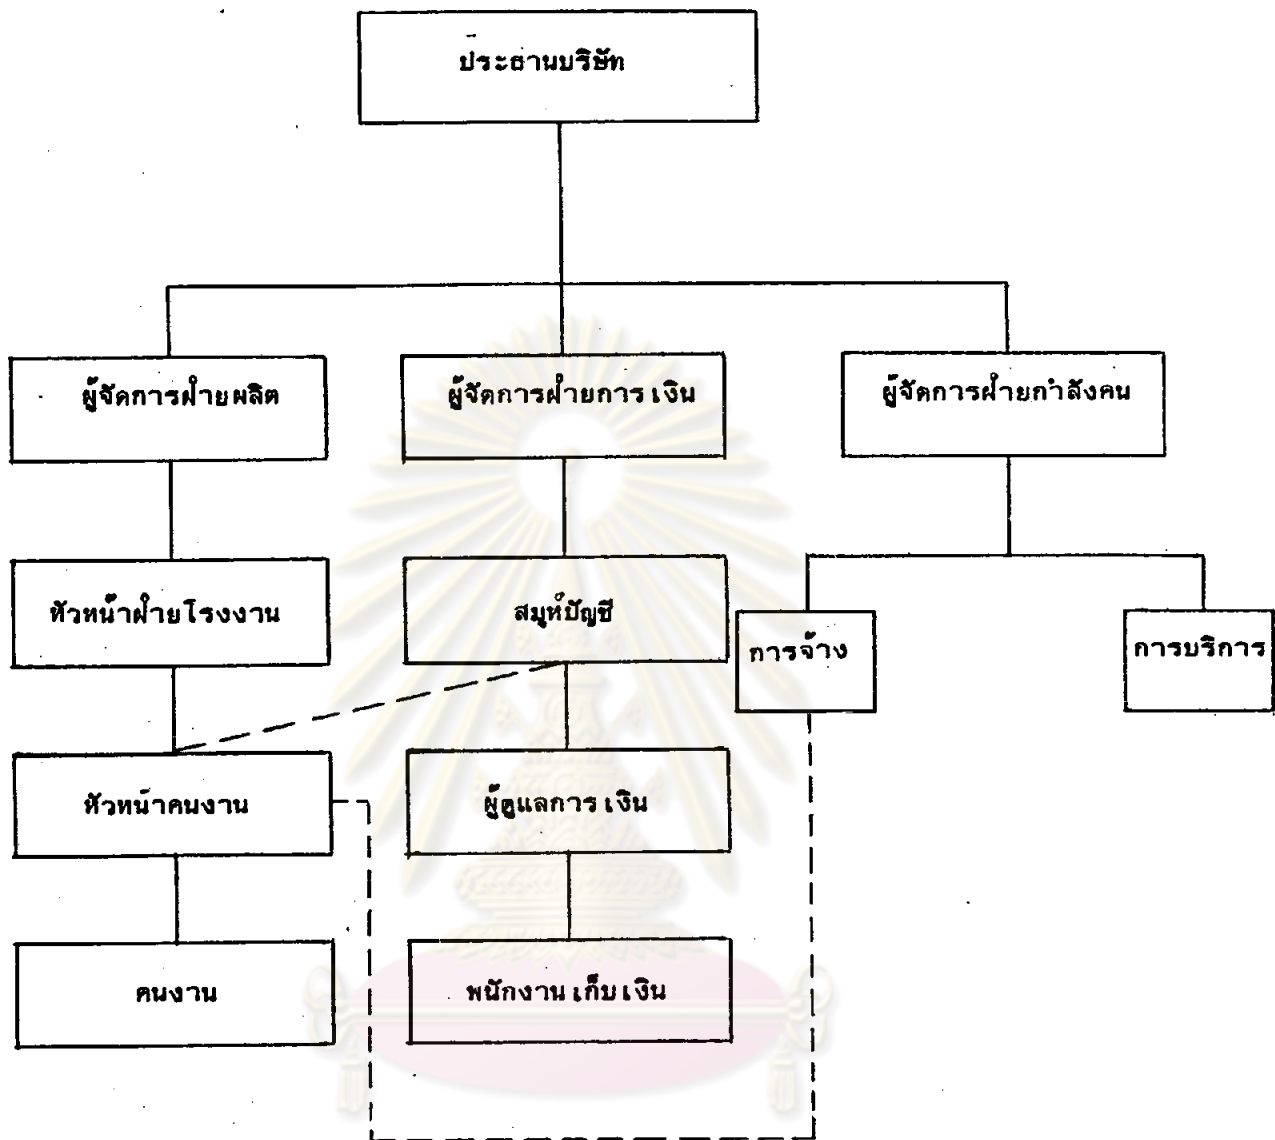 ประธานบริษัท
ผู้จัดการฝ่ายผลิต
ผู้จัดการฝ่ายการเงิน
ผู้จัดการฝ่ายกำลังคน
หัวหน้าฝ่ายโรงงาน
สมุห์บัญชี
การจ้าง
การบริการ
หัวหน้าคนงาน
ผู้ดูแลการเงิน
คนงาน
พนักงานเก็บเงิน